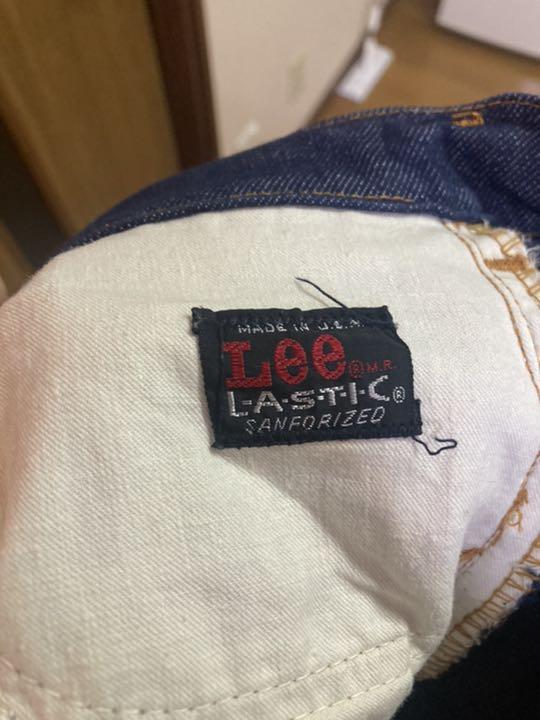 MADE IN U.S.A.
Lee® M.R.
L-A-S-T-I-C®
SANFORIZED